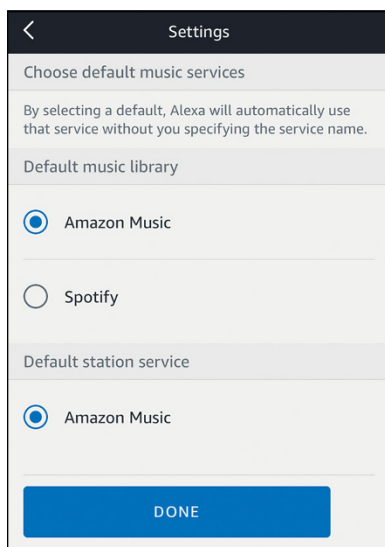 Settings
Choose default music services
By selecting a default, Alexa will automatically use
that service without you specifying the service name.
Default music library
Amazon Music
Spotify
Default station service
Amazon Music
DONE